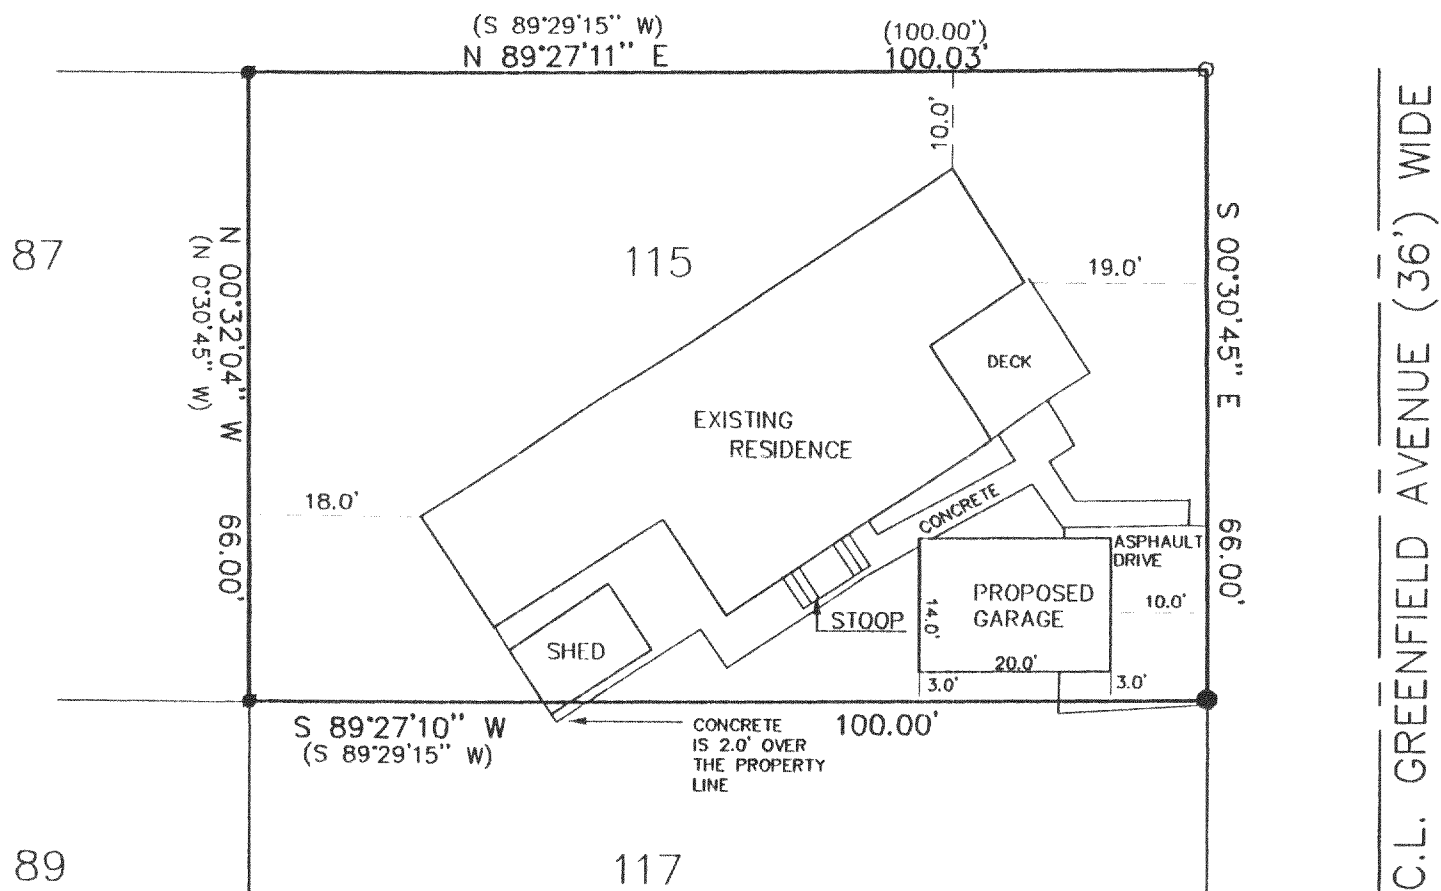 (S 89°29'15" W)
N 89°27'11" E
(100.00')
100.03'
10.0'
87
N 00°32'04" W
(N 0°30'45" W)
66.00'
115
19.0'
S 00°30'45" E
66.00'
DECK
EXISTING
RESIDENCE
18.0'
CONCRETE
ASPHAULT
DRIVE
PROPOSED
GARAGE
14.0'
20.0'
10.0'
STOOP
SHED
3.0'
3.0'
S 89°27'10" W
(S 89°29'15" W)
100.00'
CONCRETE
IS 2.0' OVER
THE PROPERTY
LINE
89
117
C.L. GREENFIELD AVENUE (36') WIDE